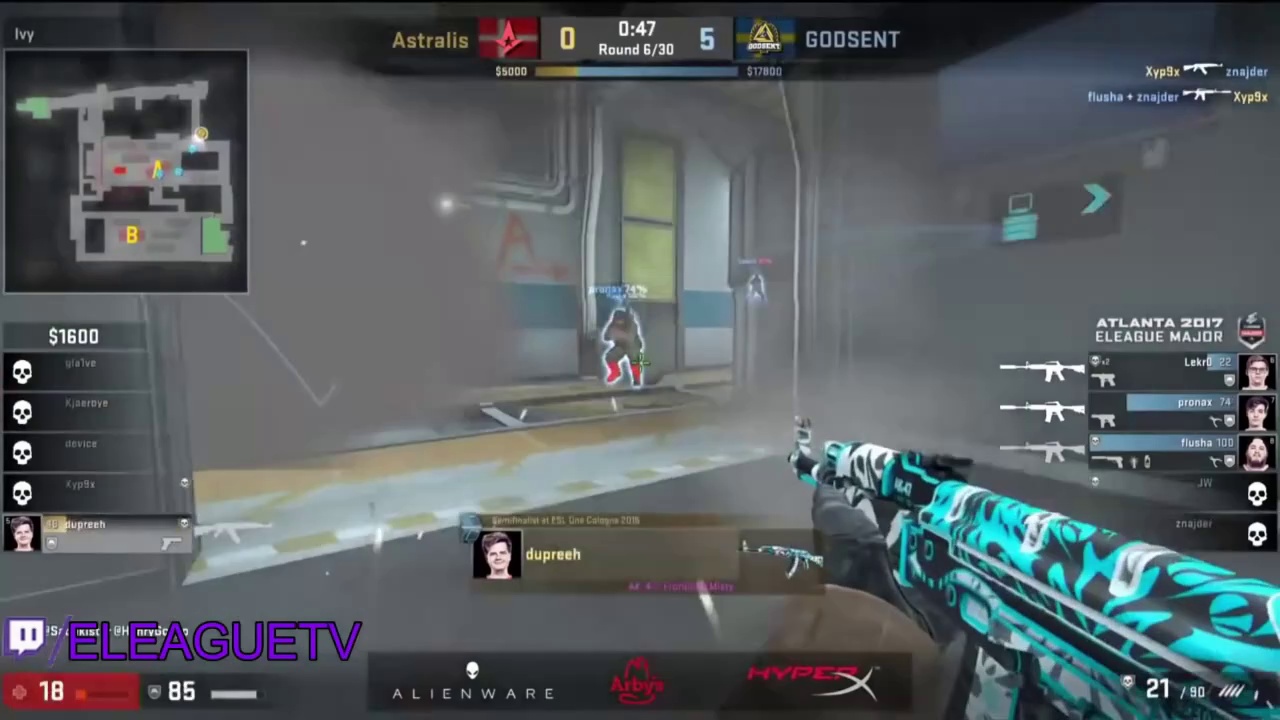 Ivy
Astralis 0 0:47 5 GODSENT
Round 6/30
$5000 $17800
Xyp9x znajder
flusha + znajder Xyp9x
A
B
A
pronax 74%
ATLANTA 2017
ELEAGUE MAJOR
$1600
gla1ve
Kjaerbye
device
Xyp9x
dupreeh
x2 Lekr0 22
pronax 74
flusha 100
JW
znajder
Semifinalist at ESL One Cologne 2016
dupreeh
/ELEAGUETV
18 85
ALIENWARE
Arby's
HYPERX
21 / 90